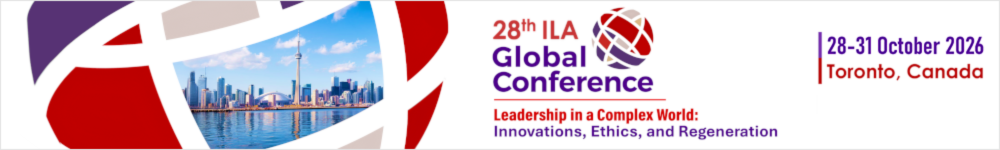 28th ILA
Global
Conference
Leadership in a Complex World:
Innovations, Ethics, and Regeneration
28-31 October 2026
Toronto, Canada